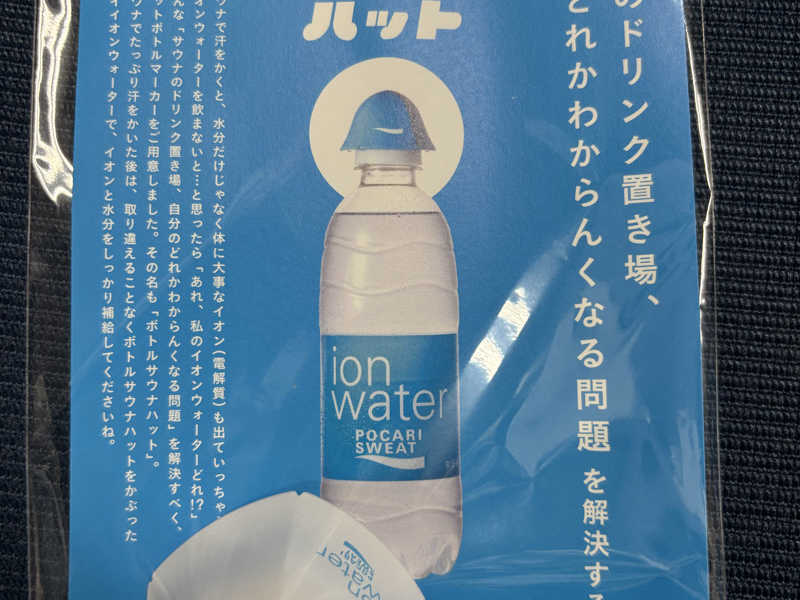 ハット
のドリンク置き場、
どれかわからんくなる問題 を解決する
ウナで汗をかくと、水分だけじゃなく体に大事なイオン(電解質)も出ていっちゃ
オンウォーターを飲まないと…と思ったら「あれ、私のイオンウォーターどれ!?」
んな「サウナのドリンク置き場、自分のどれかわからんくなる問題」を解決すべく、
ットボトルマーカーをご用意しました。その名も「ボトルサウナハット」。
ウナでたっぷり汗をかいた後は、取り違えることなくボトルサウナハットをかぶった
イオンウォーターで、イオンと水分をしっかり補給してくださいね。
ion
water
POCARI
SWEAT
ion
water
POCARI
SWEAT